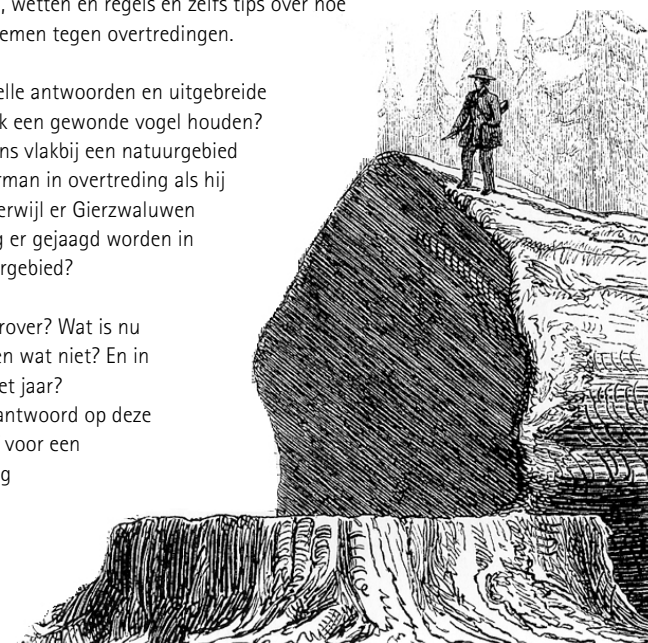 , wetten en regels en zelfs tips over hoe
emen tegen overtredingen.
elle antwoorden en uitgebreide
k een gewonde vogel houden?
ns vlakbij een natuurgebied
rman in overtreding als hij
erwijl er Gierzwaluwen
g er gejaagd worden in
rgebied?
rover? Wat is nu
en wat niet? En in
et jaar?
antwoord op deze
voor een
g